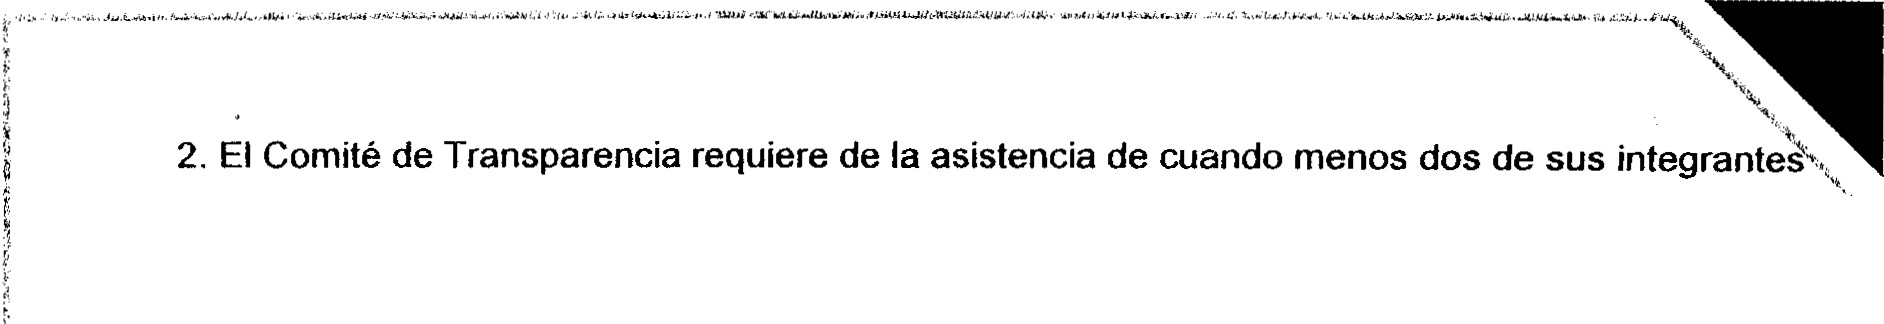 2. El Comité de Transparencia requiere de la asistencia de cuando menos dos de sus integrantes